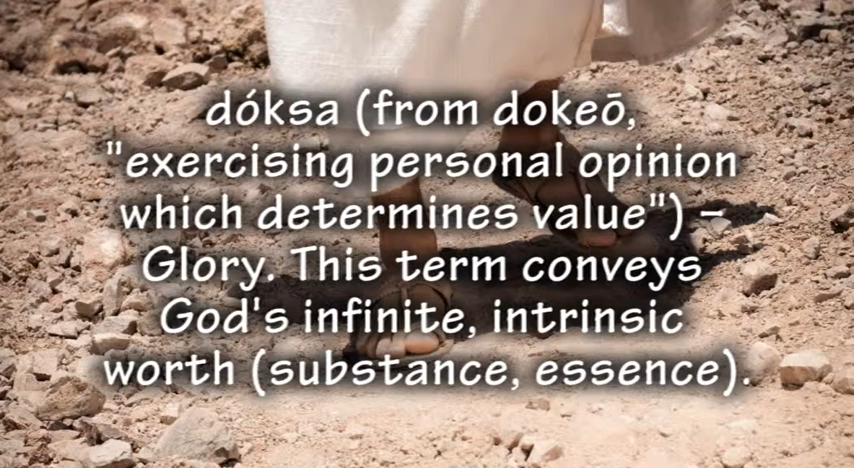 dóksa (from dokeō,
"exercising personal opinion
which determines value") –
Glory. This term conveys
God's infinite, intrinsic
worth (substance, essence).